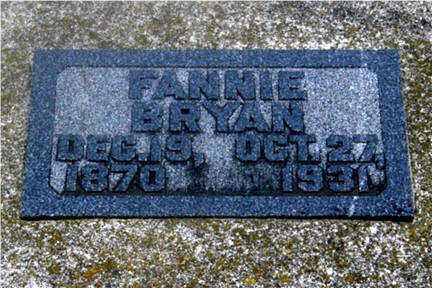 FANNIE
BRYAN
DEC. 19, OCT. 27,
1870 1931